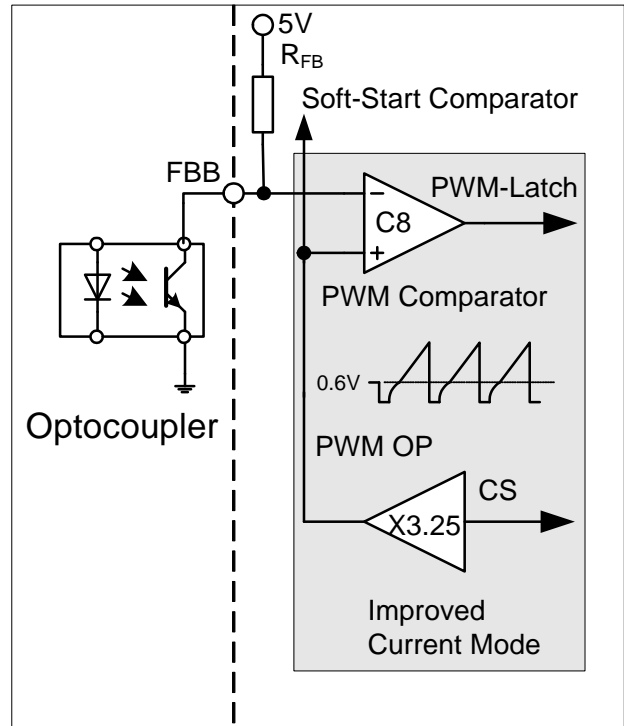 5V
RFB
Soft-Start Comparator
FBB
PWM-Latch
−
C8
+
PWM Comparator
0.6V
Optocoupler
PWM OP
CS
X3.25
Improved
Current Mode